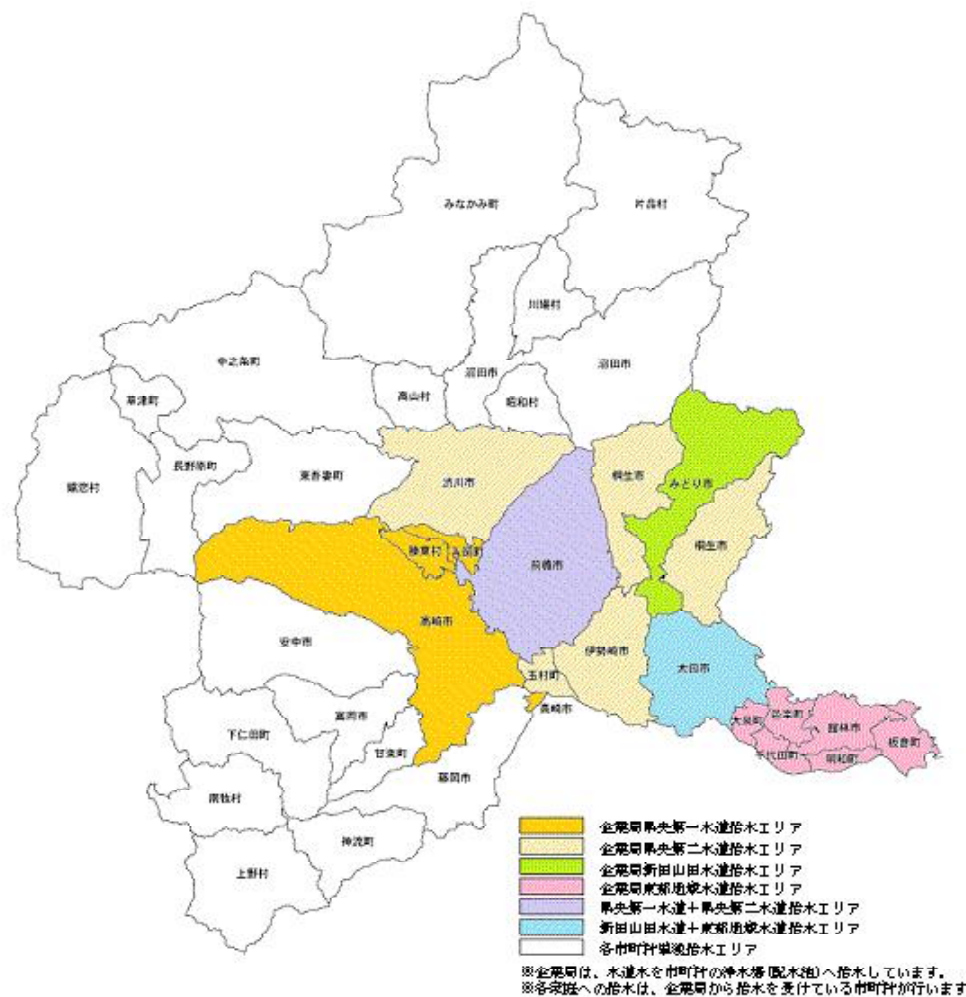 みなかみ町
片品村
川場村
中之条町
沼田市
沼田市
高山村
昭和村
草津町
長野原町
嬬恋村
東吾妻町
渋川市
桐生市
みどり市
桐生市
榛東村
吉岡町
前橋市
高崎市
安中市
伊勢崎市
玉村町
太田市
高崎市
富岡市
下仁田町
甘楽町
大泉町
邑楽町
館林市
板倉町
千代田町
明和町
藤岡市
南牧村
神流町
上野村
企業局県央第一水道給水エリア
企業局県央第二水道給水エリア
企業局新田山田水道給水エリア
企業局東部地域水道給水エリア
県央第一水道＋県央第二水道給水エリア
新田山田水道＋東部地域水道給水エリア
各市町村単独給水エリア
※企業局は、水道水を市町村の浄水場(配水池)へ給水しています。
※各家庭への給水は、企業局から給水を受けている市町村が行います